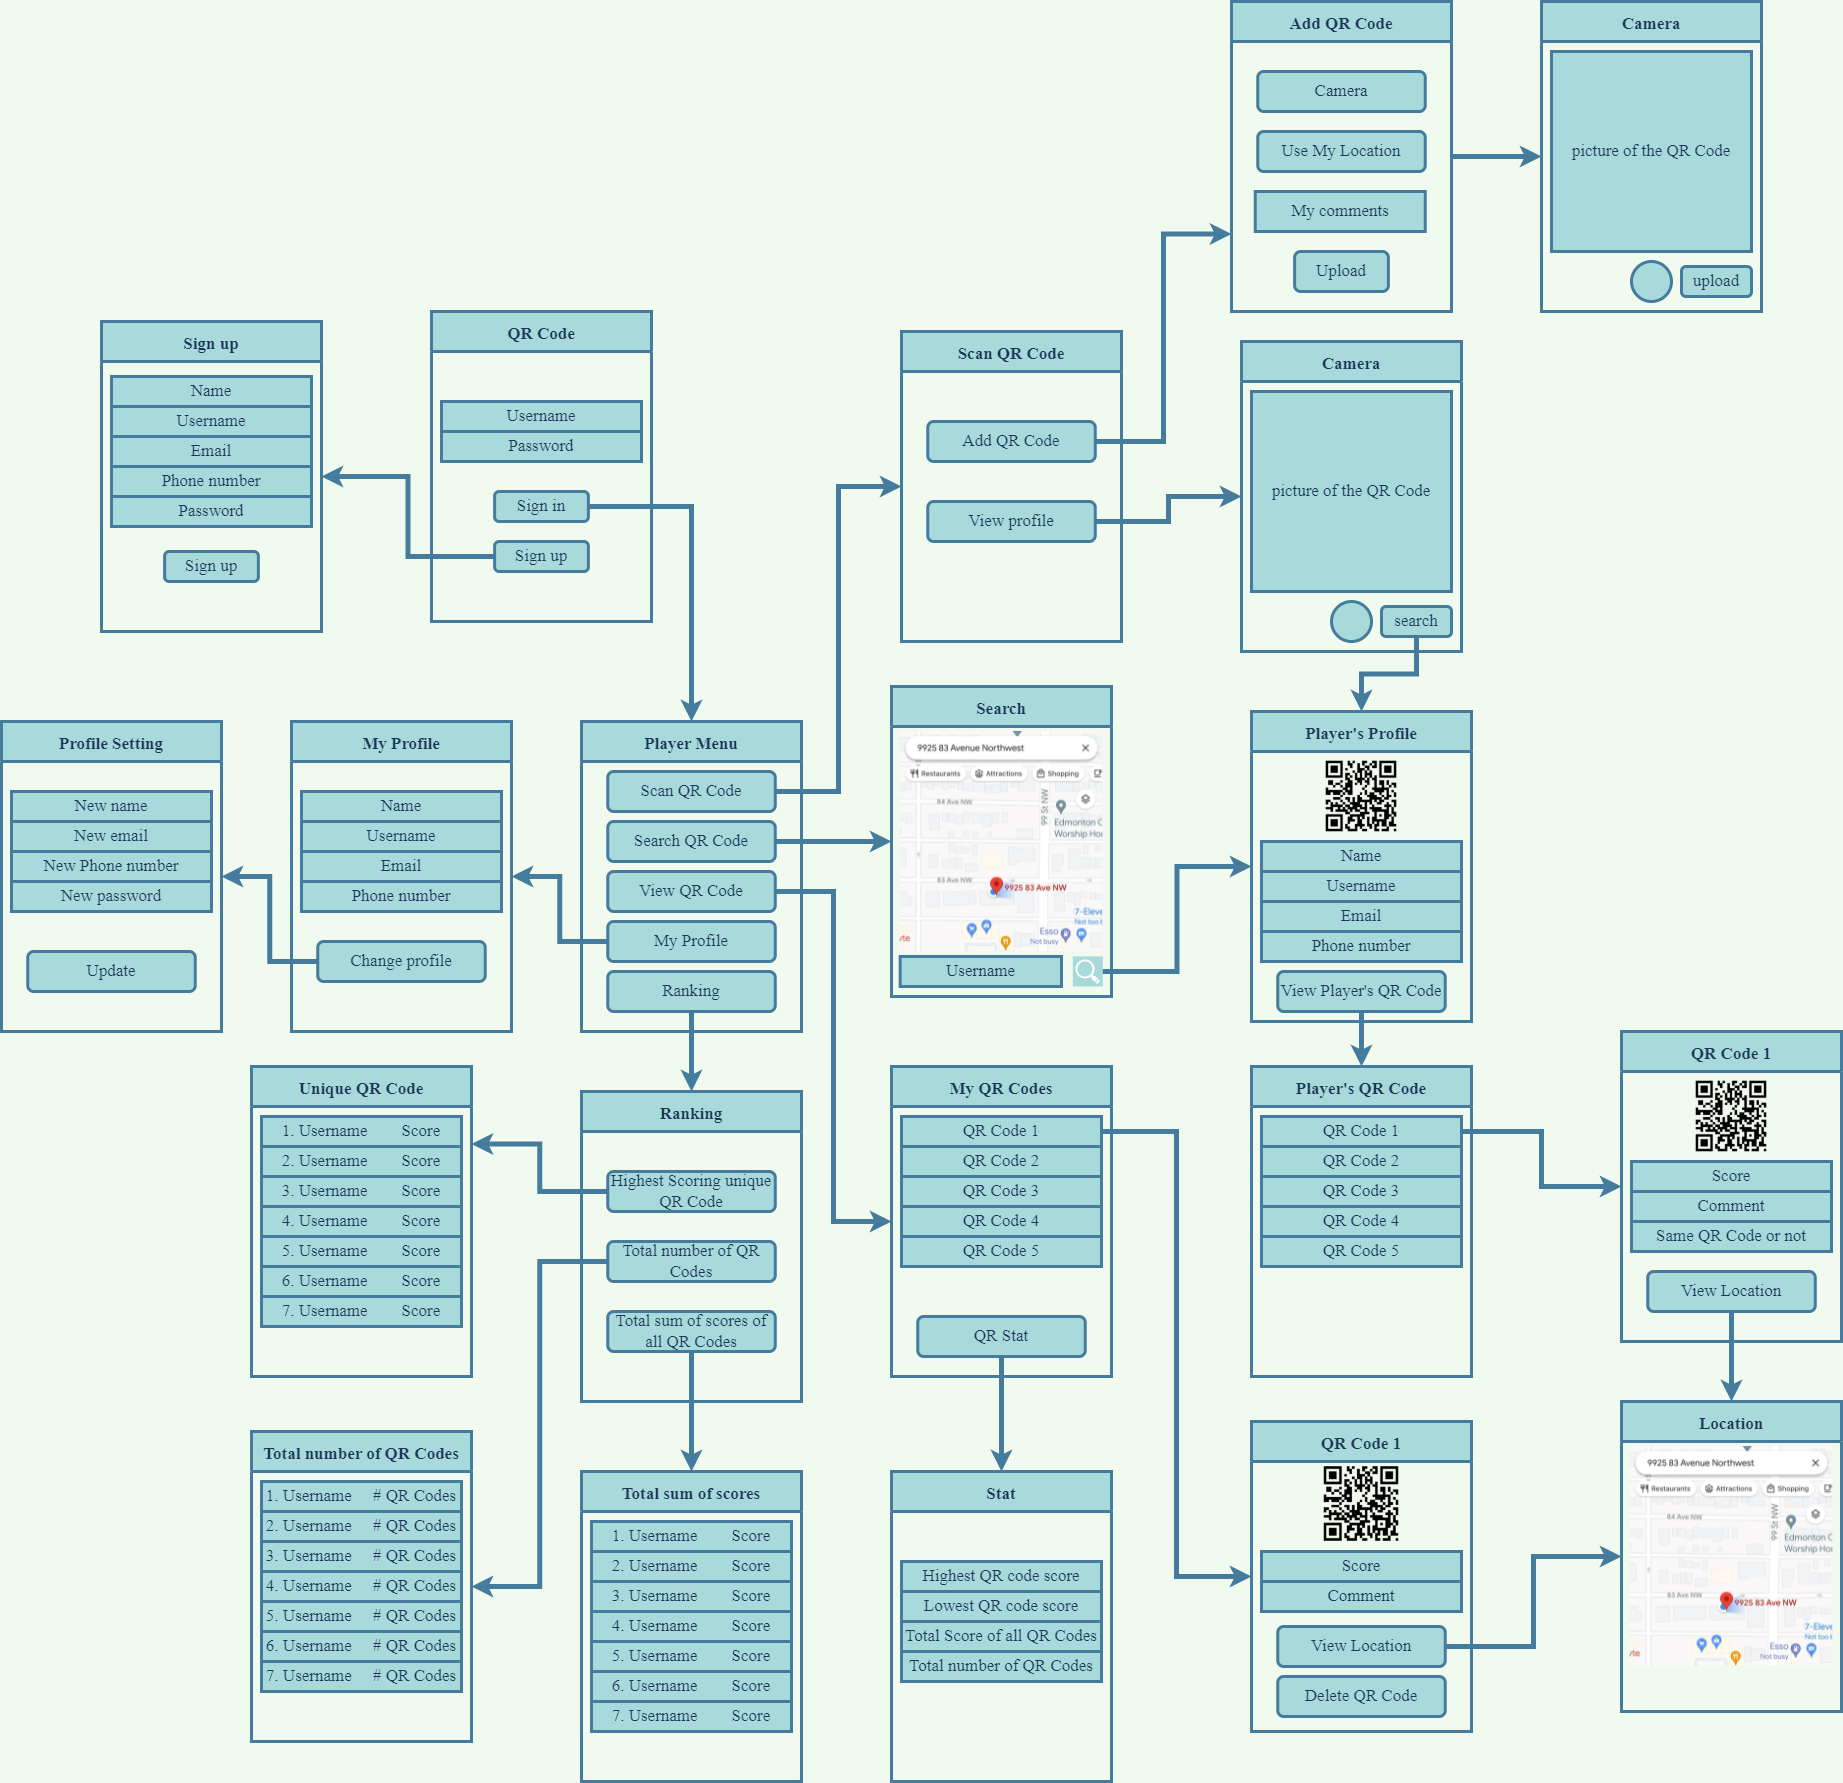 Add QR Code
Camera
Use My Location
My comments
Upload
Camera
picture of the QR Code
upload
Sign up
Name
Username
Email
Phone number
Password
Sign up
QR Code
Username
Password
Sign in
Sign up
Scan QR Code
Add QR Code
View profile
Camera
picture of the QR Code
search
Profile Setting
New name
New email
New Phone number
New password
Update
My Profile
Name
Username
Email
Phone number
Change profile
Player Menu
Scan QR Code
Search QR Code
View QR Code
My Profile
Ranking
Search
9925 83 Avenue Northwest
Restaurants
Attractions
Shopping
84 Ave NW
99 St NW
Edmonton C
Worship Hou
83 Ave NW
9925 83 Ave NW
7-Eleve
Not too b
Esso
Not busy
yte
Username
Player's Profile
Name
Username
Email
Phone number
View Player's QR Code
Unique QR Code
1. Username Score
2. Username Score
3. Username Score
4. Username Score
5. Username Score
6. Username Score
7. Username Score
Ranking
Highest Scoring unique
QR Code
Total number of QR
Codes
Total sum of scores of
all QR Codes
My QR Codes
QR Code 1
QR Code 2
QR Code 3
QR Code 4
QR Code 5
QR Stat
Player's QR Code
QR Code 1
QR Code 2
QR Code 3
QR Code 4
QR Code 5
QR Code 1
Score
Comment
Same QR Code or not
View Location
Total number of QR Codes
1. Username # QR Codes
2. Username # QR Codes
3. Username # QR Codes
4. Username # QR Codes
5. Username # QR Codes
6. Username # QR Codes
7. Username # QR Codes
Total sum of scores
1. Username Score
2. Username Score
3. Username Score
4. Username Score
5. Username Score
6. Username Score
7. Username Score
Stat
Highest QR code score
Lowest QR code score
Total Score of all QR Codes
Total number of QR Codes
QR Code 1
Score
Comment
View Location
Delete QR Code
Location
9925 83 Avenue Northwest
Restaurants
Attractions
Shopping
84 Ave NW
99 St NW
Edmonton C
Worship Hou
83 Ave NW
9925 83 Ave NW
7-Eleve
Not too b
Esso
Not busy
yte